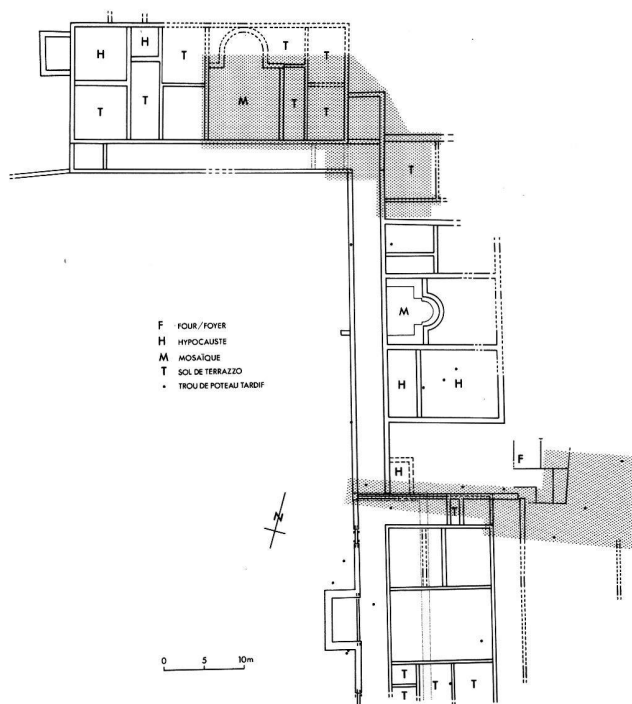 H H T T T
T T M T T
T
F FOUR/FOYER
H HYPOCAUSTE
M MOSAÏQUE
T SOL DE TERRAZZO
• TROU DE POTEAU TARDIF
M
H H
H
F
T
N
0 5 10m
T T T
T